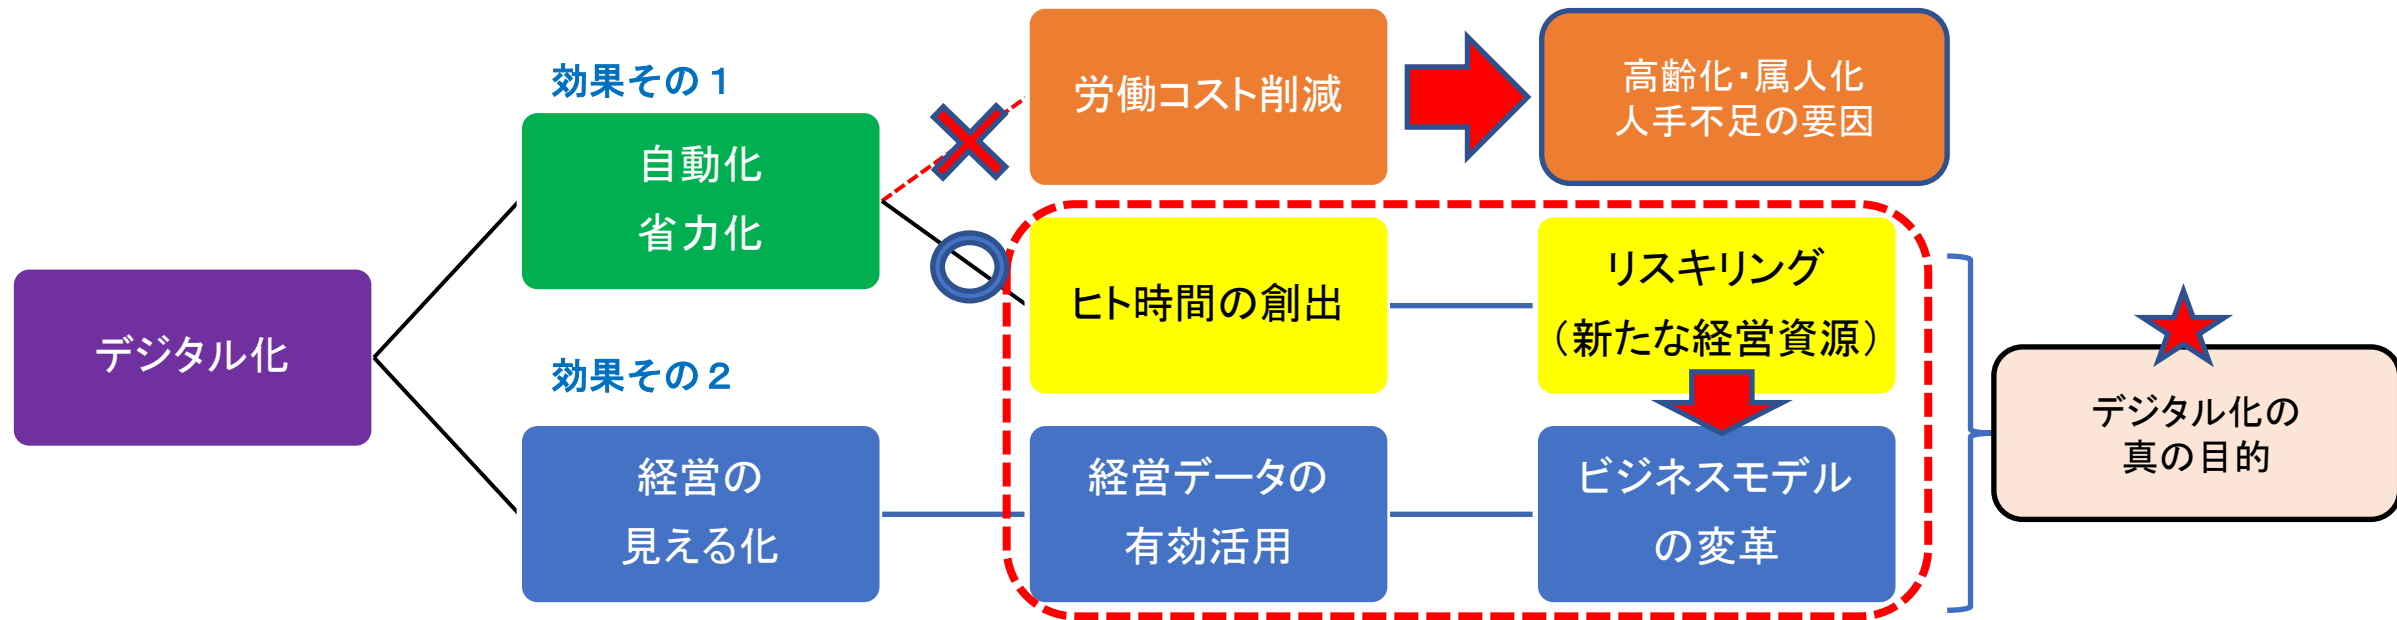 効果その１
自動化
省力化
労働コスト削減
高齢化・属人化
人手不足の要因
デジタル化
ヒト時間の創出
リスキリング
（新たな経営資源）
効果その２
経営の
見える化
経営データの
有効活用
ビジネスモデル
の変革
デジタル化の
真の目的